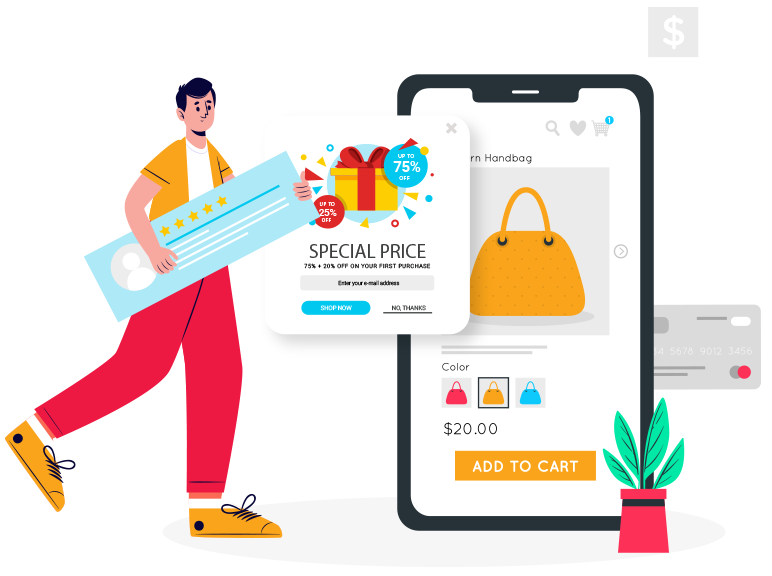 $
1
rn Handbag
UP TO
75%
OFF
UP TO
25%
OFF
SPECIAL PRICE
75% + 20% OFF ON YOUR FIRST PURCHASE
Enter your e-mail address
SHOP NOW
NO, THANKS
34 5676 9012 3456
Color
$20.00
ADD TO CART